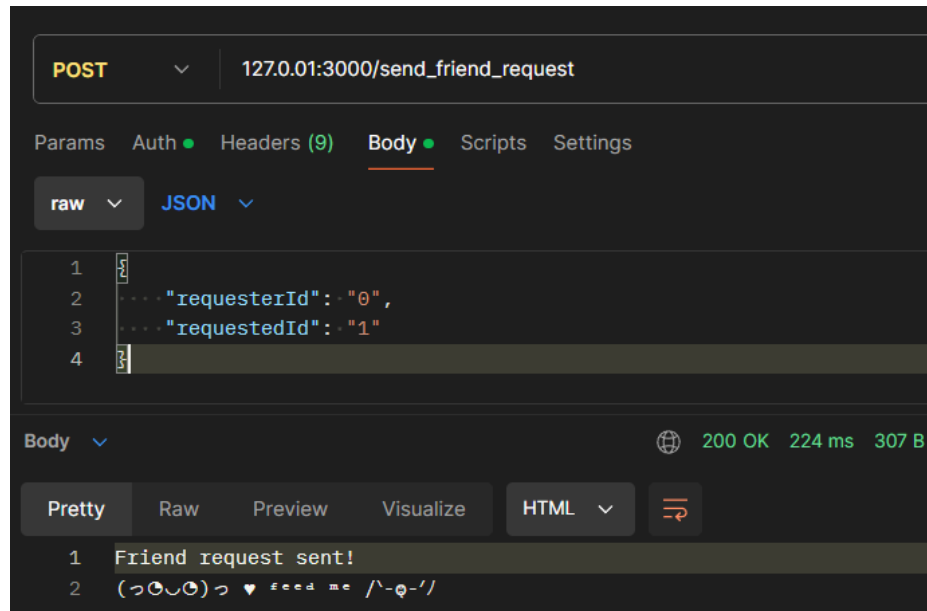 POST 127.0.01:3000/send_friend_request
Params Auth Headers (9) Body Scripts Settings
raw JSON
1 {
2 "requesterId": "0",
3 "requestedId": "1"
4 }
Body 200 OK 224 ms 307 B
Pretty Raw Preview Visualize HTML
1 Friend request sent!
2 (っ◔◡◔)っ ♥ ᶠᵉᵉᵈ ᵐᵉ /ᐠ-ⱉ-ᐟ/